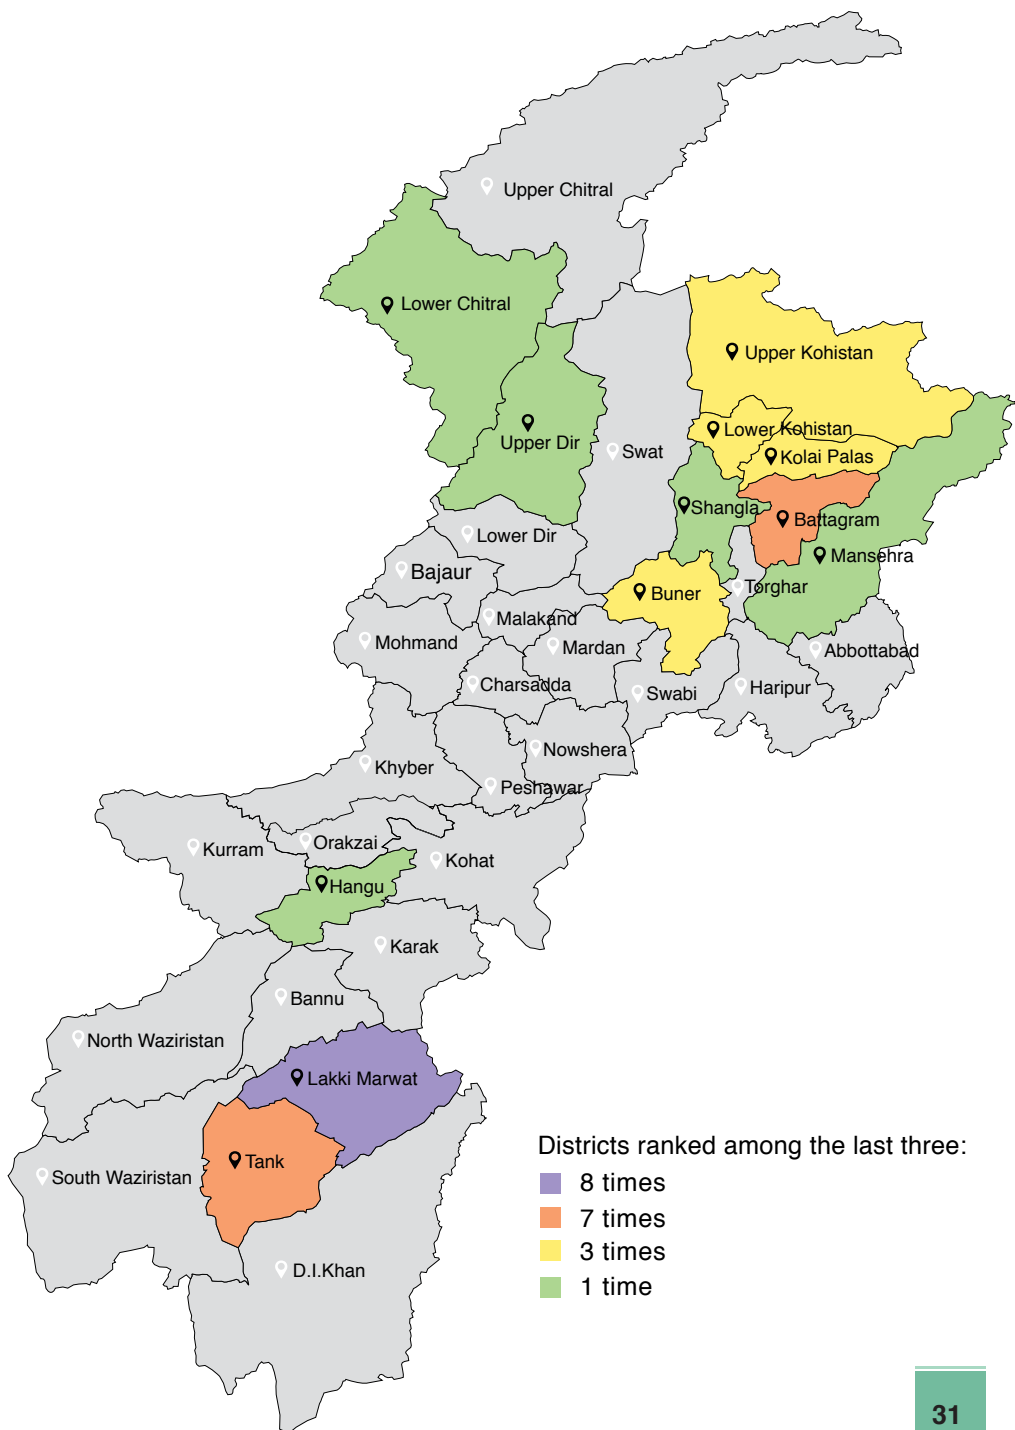 Upper Chitral
Lower Chitral
Upper Kohistan
Lower Kohistan
Upper Dir
Swat
Kolai Palas
Shangla
Battagram
Lower Dir
Mansehra
Bajaur
Torghar
Buner
Malakand
Mohmand
Mardan
Abbottabad
Charsadda
Swabi
Haripur
Nowshera
Khyber
Peshawar
Orakzai
Kurram
Kohat
Hangu
Karak
Bannu
North Waziristan
Lakki Marwat
Tank
South Waziristan
D.I.Khan
Districts ranked among the last three:
8 times
7 times
3 times
1 time
31